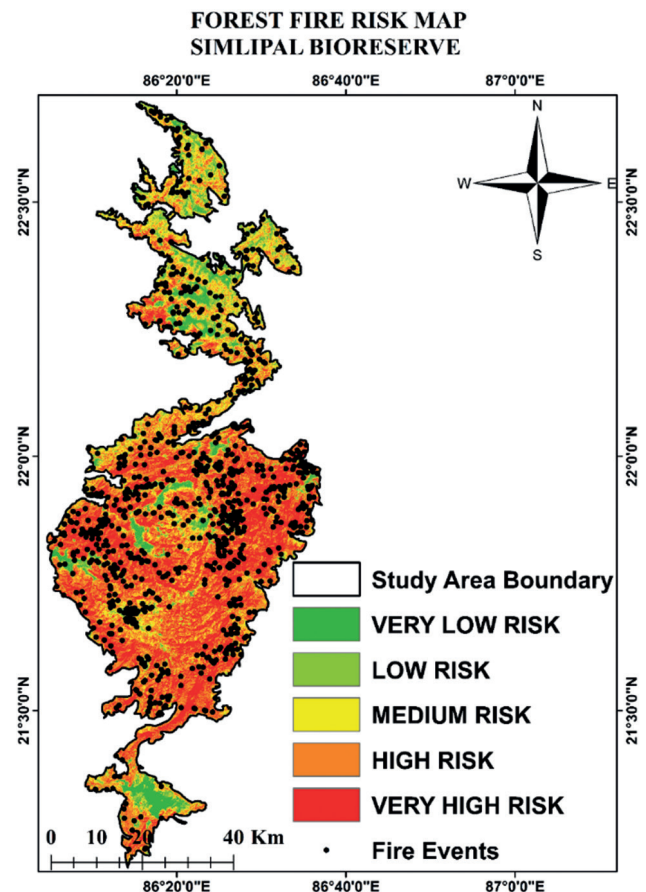 FOREST FIRE RISK MAP
SIMLIPAL BIORESERVE
86°20'0"E 86°40'0"E 87°0'0"E
N
W E
S
22°30'0"N 22°30'0"N
22°0'0"N 22°0'0"N
21°30'0"N 21°30'0"N
Study Area Boundary
VERY LOW RISK
LOW RISK
MEDIUM RISK
HIGH RISK
VERY HIGH RISK
Fire Events
0 10 20 40 Km
86°20'0"E 86°40'0"E 87°0'0"E